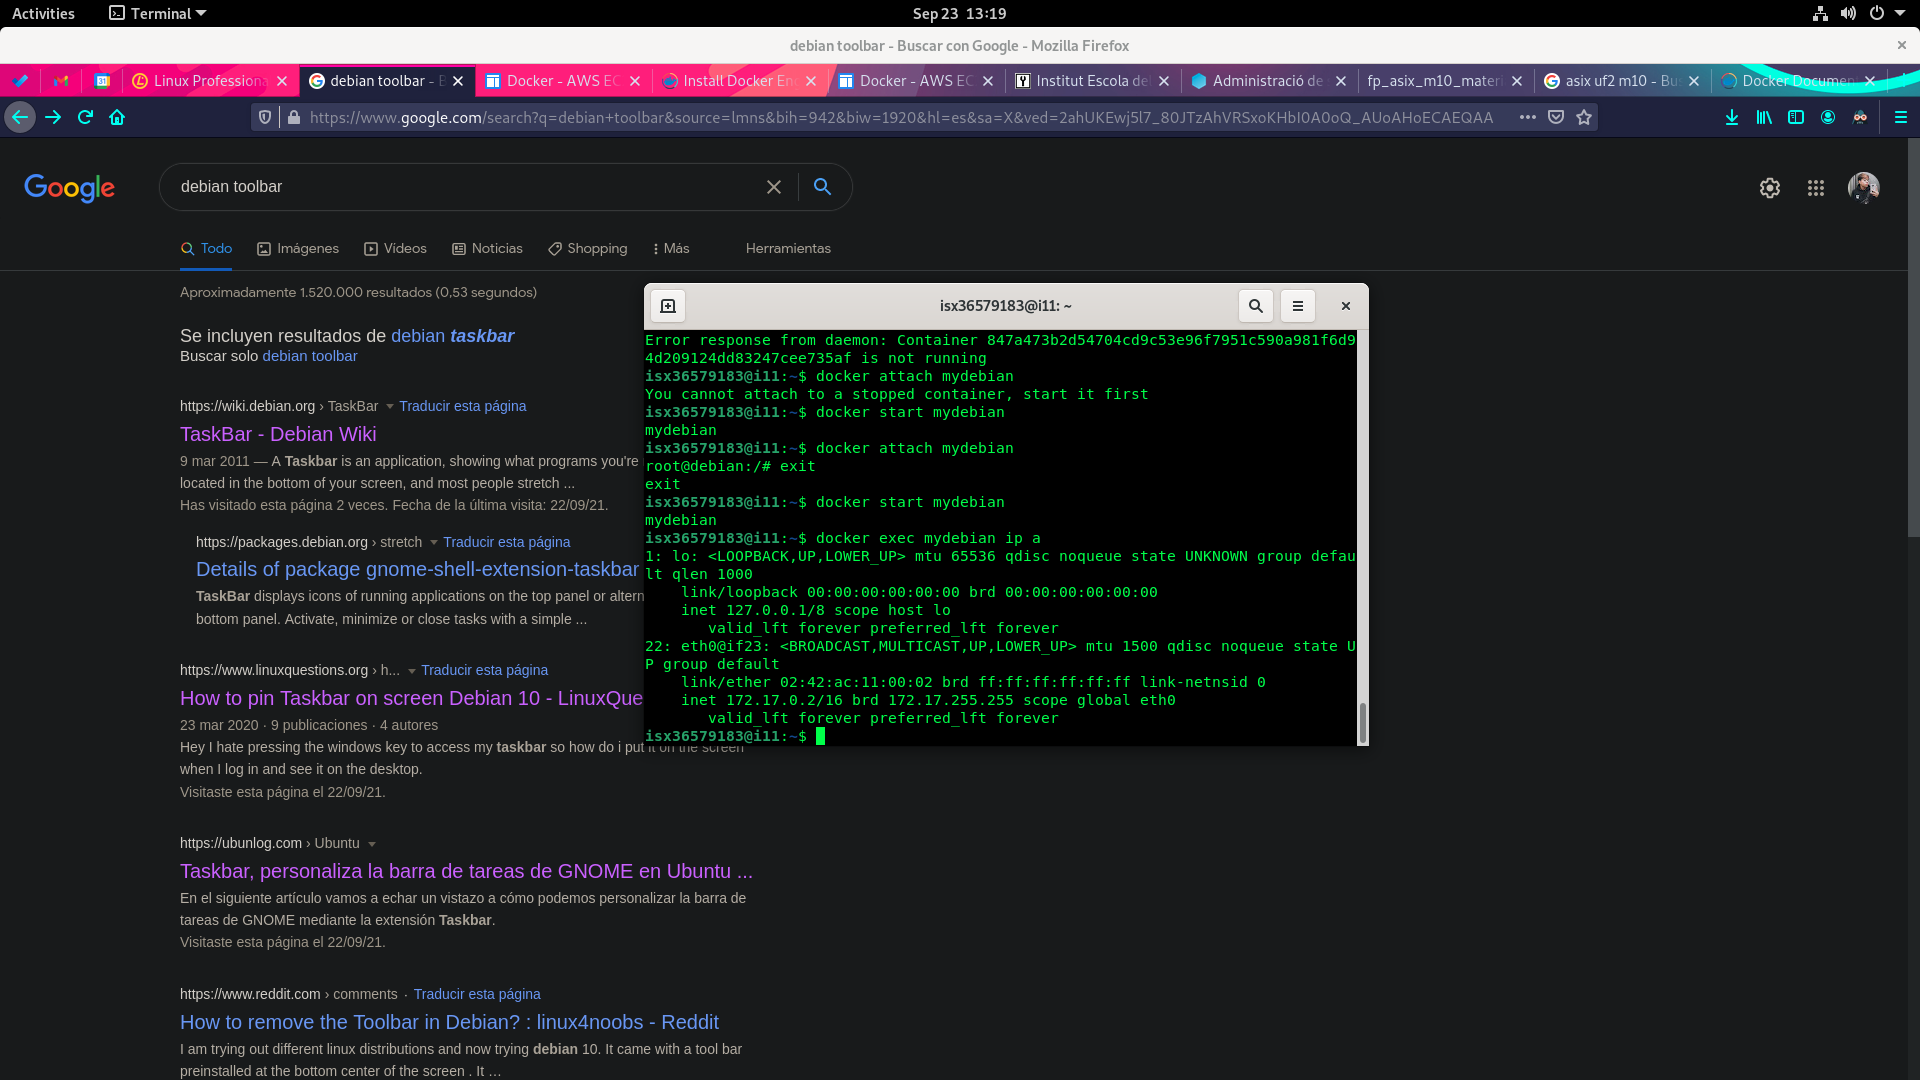 Activities
Terminal
Sep 23 13:19
debian toolbar - Buscar con Google - Mozilla Firefox
Linux Professiona
debian toolbar - B
Docker - AWS EC
Install Docker En
Docker - AWS EC
Institut Escola de
Administració de
fp_asix_m10_mater
asix uf2 m10 - Bu
Docker Documen
https://www.google.com/search?q=debian+toolbar&source=lmns&bih=942&biw=1920&hl=es&sa=X&ved=2ahUKEwj5l7_80JTzAhVRSxoKHbI0A0oQ_AUoAHoECAEQAA
Google
debian toolbar
Todo
Imágenes
Vídeos
Noticias
Shopping
Más
Herramientas
Aproximadamente 1.520.000 resultados (0,53 segundos)
Se incluyen resultados de debian taskbar
Buscar solo debian toolbar
https://wiki.debian.org › TaskBar Traducir esta página
TaskBar - Debian Wiki
9 mar 2011 — A Taskbar is an application, showing what programs you're
located in the bottom of your screen, and most people stretch ...
Has visitado esta página 2 veces. Fecha de la última visita: 22/09/21.
https://packages.debian.org › stretch Traducir esta página
Details of package gnome-shell-extension-taskbar
TaskBar displays icons of running applications on the top panel or altern
bottom panel. Activate, minimize or close tasks with a simple ...
https://www.linuxquestions.org › h... Traducir esta página
How to pin Taskbar on screen Debian 10 - LinuxQue
23 mar 2020 · 9 publicaciones · 4 autores
Hey I hate pressing the windows key to access my taskbar so how do i put it on the screen
when I log in and see it on the desktop.
Visitaste esta página el 22/09/21.
https://ubunlog.com › Ubuntu
Taskbar, personaliza la barra de tareas de GNOME en Ubuntu ...
En el siguiente artículo vamos a echar un vistazo a cómo podemos personalizar la barra de
tareas de GNOME mediante la extensión Taskbar.
Visitaste esta página el 22/09/21.
https://www.reddit.com › comments · Traducir esta página
How to remove the Toolbar in Debian? : linux4noobs - Reddit
I am trying out different linux distributions and now trying debian 10. It came with a tool bar
preinstalled at the bottom center of the screen . It ...
isx36579183@i11: ~
Error response from daemon: Container 847a473b2d54704cd9c53e96f7951c590a981f6d9
4d209124dd83247cee735af is not running
isx36579183@i11:~$ docker attach mydebian
You cannot attach to a stopped container, start it first
isx36579183@i11:~$ docker start mydebian
mydebian
isx36579183@i11:~$ docker attach mydebian
root@debian:/# exit
exit
isx36579183@i11:~$ docker start mydebian
mydebian
isx36579183@i11:~$ docker exec mydebian ip a
1: lo: <LOOPBACK,UP,LOWER_UP> mtu 65536 qdisc noqueue state UNKNOWN group defau
lt qlen 1000
link/loopback 00:00:00:00:00:00 brd 00:00:00:00:00:00
inet 127.0.0.1/8 scope host lo
valid_lft forever preferred_lft forever
22: eth0@if23: <BROADCAST,MULTICAST,UP,LOWER_UP> mtu 1500 qdisc noqueue state U
P group default
link/ether 02:42:ac:11:00:02 brd ff:ff:ff:ff:ff:ff link-netnsid 0
inet 172.17.0.2/16 brd 172.17.255.255 scope global eth0
valid_lft forever preferred_lft forever
isx36579183@i11:~$